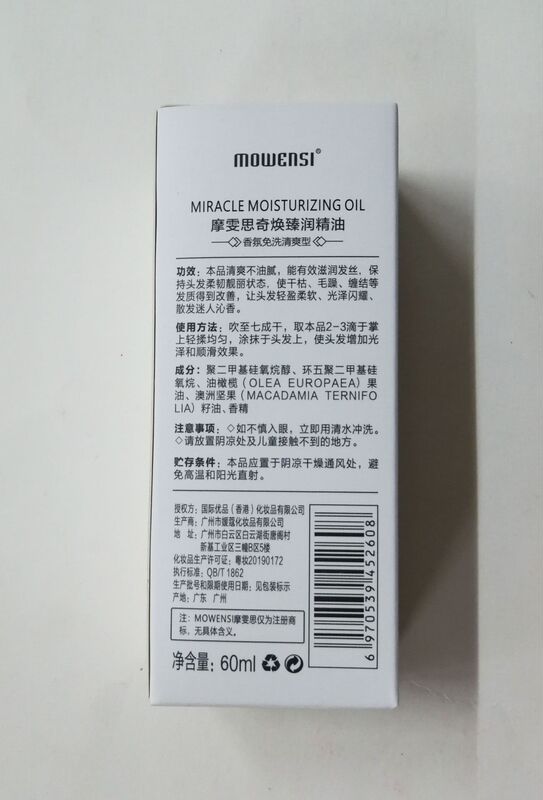 MOWENSI®
MIRACLE MOISTURIZING OIL
摩雯思奇焕臻润精油
香氛免洗清爽型
功效：本品清爽不油腻，能有效滋润发丝，保
持头发柔韧靓丽状态，使干枯、毛躁、缠结等
发质得到改善，让头发轻盈柔软、光泽闪耀、
散发迷人沁香。
使用方法：吹至七成干，取本品2-3滴于掌
上轻揉均匀，涂抹于头发上，使头发增加光
泽和顺滑效果。
成分：聚二甲基硅氧烷醇、环五聚二甲基硅
氧烷、油橄榄（OLEA EUROPAEA）果
油、澳洲坚果（MACADAMIA TERNIFO
LIA）籽油、香精
注意事项：◇如不慎入眼，立即用清水冲洗。
◇请放置阴凉处及儿童接触不到的地方。
贮存条件：本品应置于阴凉干燥通风处，避
免高温和阳光直射。
授权方：国际优品（香港）化妆品有限公司
生产商：广州市媛蔻化妆品有限公司
地 址：广州市白云区白云湖街唐阁村
新基工业区三幢B区5楼
化妆品生产许可证：粤妆20190172
执行标准：QB/T 1862
生产批号和限期使用日期：见包装标示
产地：广东 广州
注：MOWENSI摩雯思仅为注册商
标，无具体含义。
净含量：60ml
6970539452608